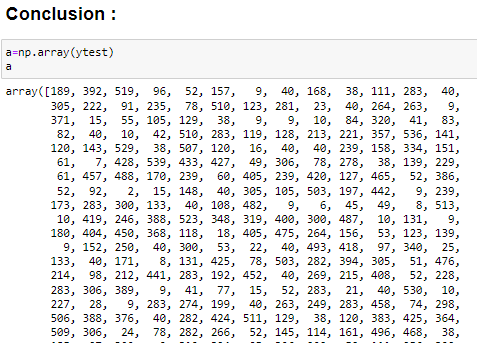 Conclusion :
a=np.array(ytest)
a
array([189, 392, 519, 96, 52, 157, 9, 40, 168, 38, 111, 283, 40,
305, 222, 91, 235, 78, 510, 123, 281, 23, 40, 264, 263, 9,
371, 15, 55, 105, 129, 38, 9, 9, 10, 84, 320, 41, 83,
82, 40, 10, 42, 510, 283, 119, 128, 213, 221, 357, 536, 141,
120, 143, 529, 38, 507, 120, 16, 40, 40, 239, 158, 334, 151,
61, 7, 428, 539, 433, 427, 49, 306, 78, 278, 38, 139, 229,
61, 457, 488, 170, 239, 60, 405, 239, 420, 127, 465, 52, 386,
52, 92, 2, 15, 148, 40, 305, 105, 503, 197, 442, 9, 239,
173, 283, 300, 133, 40, 108, 482, 9, 6, 45, 49, 8, 513,
10, 419, 246, 388, 523, 348, 319, 400, 300, 487, 10, 131, 9,
180, 404, 450, 368, 118, 18, 405, 475, 264, 156, 53, 123, 139,
9, 152, 250, 40, 300, 53, 22, 40, 493, 418, 97, 340, 25,
133, 40, 171, 8, 131, 425, 78, 503, 282, 394, 305, 51, 476,
214, 98, 212, 441, 283, 192, 452, 40, 269, 215, 408, 52, 228,
283, 306, 389, 9, 41, 77, 15, 52, 283, 21, 40, 530, 10,
227, 28, 9, 283, 274, 199, 40, 263, 249, 283, 458, 74, 298,
506, 388, 376, 40, 282, 424, 511, 129, 38, 120, 383, 425, 364,
509, 306, 24, 78, 282, 266, 52, 145, 114, 161, 496, 468, 38,